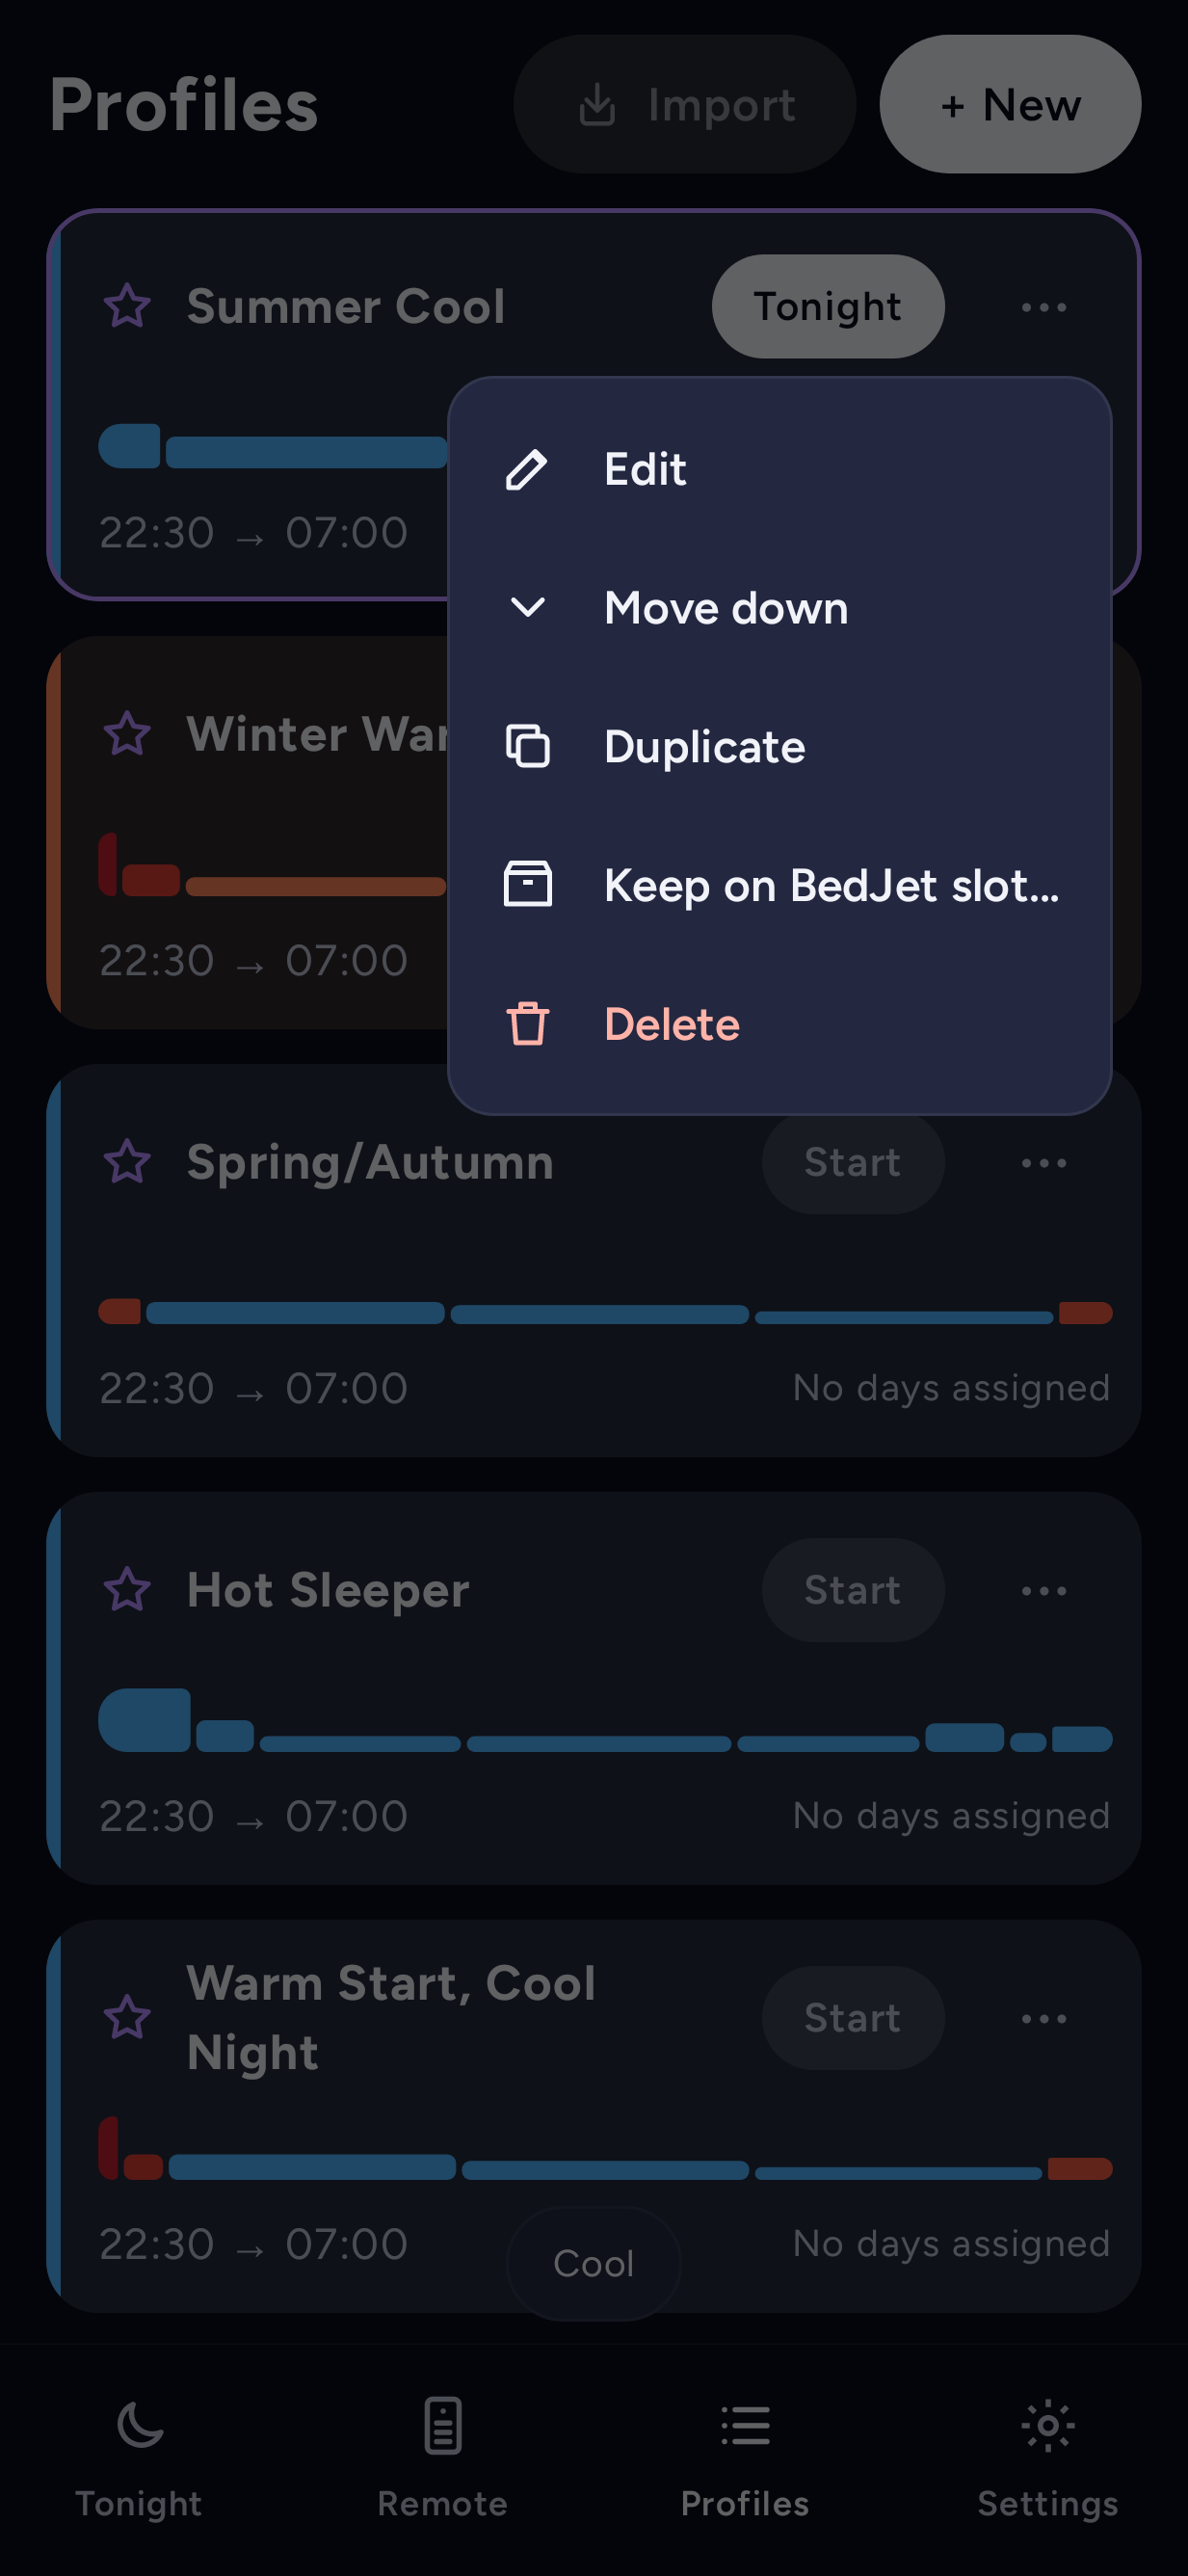 Profiles
Import
+ New
Summer Cool
Tonight
Edit
22:30 → 07:00
Move down
Duplicate
Keep on BedJet slot...
Delete
22:30 → 07:00
Spring/Autumn
Start
22:30 → 07:00
No days assigned
Hot Sleeper
Start
22:30 → 07:00
No days assigned
Warm Start, Cool
Night
Start
22:30 → 07:00
No days assigned
Cool
Tonight
Remote
Profiles
Settings